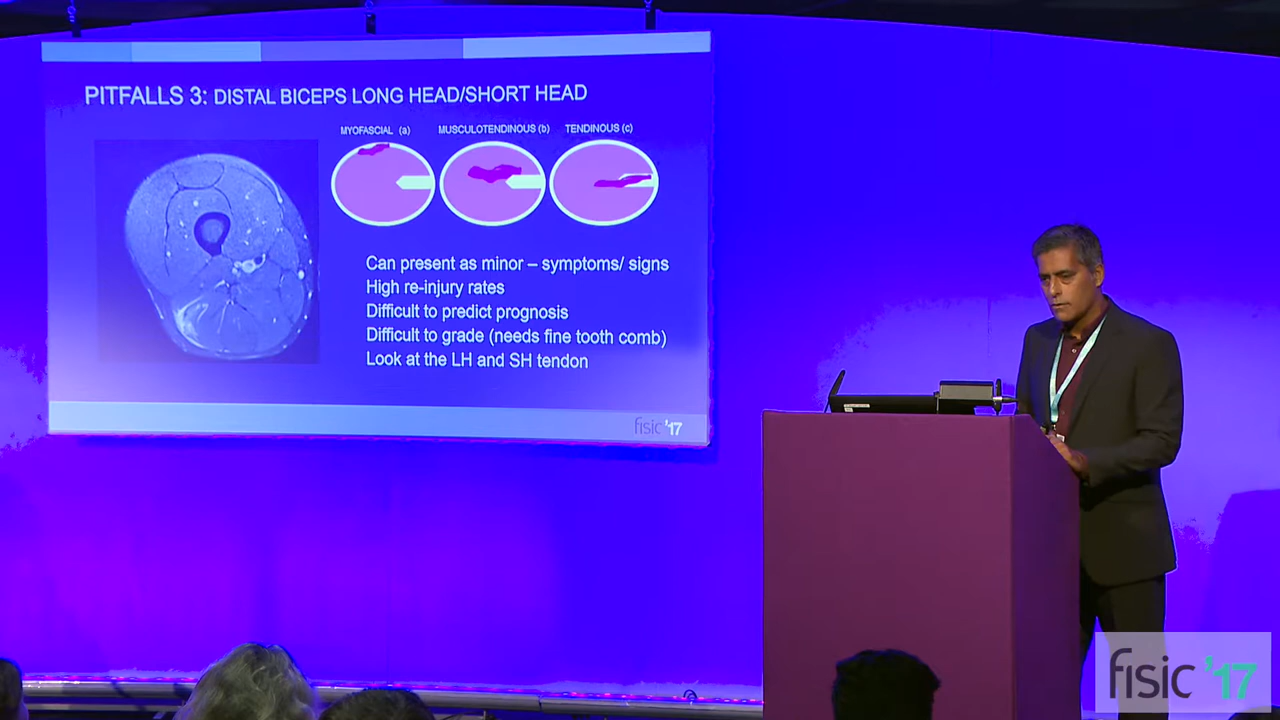 PITFALLS 3: DISTAL BICEPS LONG HEAD/SHORT HEAD
MYOFASCIAL (a) MUSCULOTENDINOUS (b) TENDINOUS (c)
Can present as minor – symptoms/ signs
High re-injury rates
Difficult to predict prognosis
Difficult to grade (needs fine tooth comb)
Look at the LH and SH tendon
fisic '17
fisic '17